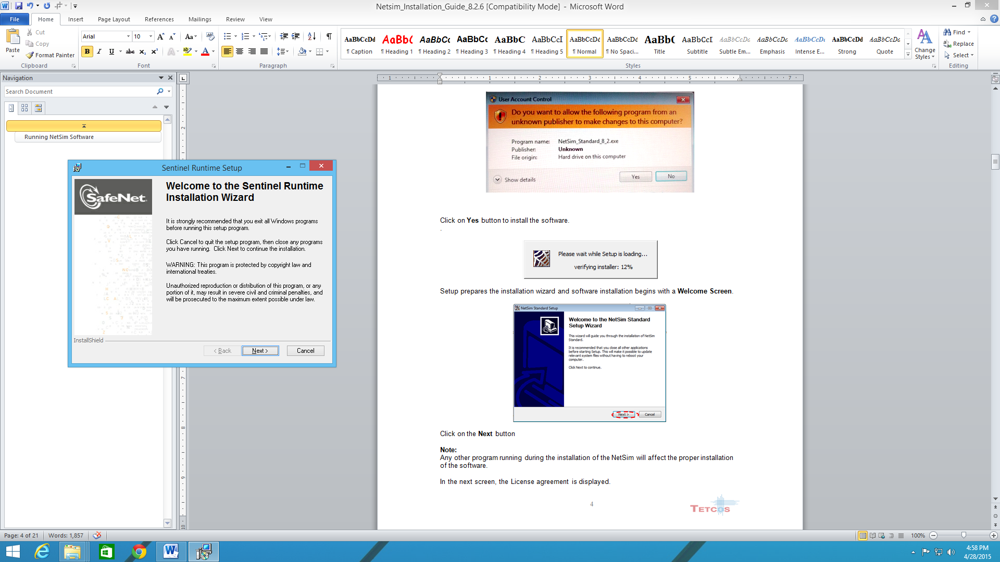 Netsim_Installation_Guide_8.2.6 [Compatibility Mode] - Microsoft Word
File Home Insert Page Layout References Mailings Review View
Paste
Cut
Copy
Format Painter
Clipboard
Arial 10
Font
Paragraph
AaBbCcDd AaBb( AaBbCc AaBbCc AaBbC AaBbCcI AaBbCcDc AaBbCcDc AaBbC AaBbCcI AaBbCcDc AaBbCcDc AaBbCcDc AaBbCcDc AaBbCcDc
¶ Caption ¶ Heading 1 ¶ Heading 2 ¶ Heading 3 ¶ Heading 4 ¶ Heading 5 ¶ Normal ¶ No Spaci... Title Subtitle Subtle Em... Emphasis Intense E... Strong Quote
Styles
Change Styles
Find
Replace
Select
Editing
Navigation
Search Document
Running NetSim Software
Sentinel Runtime Setup
SafeNet.
Welcome to the Sentinel Runtime
Installation Wizard
It is strongly recommended that you exit all Windows programs
before running this setup program.
Click Cancel to quit the setup program, then close any programs
you have running. Click Next to continue the installation.
WARNING: This program is protected by copyright law and
international treaties.
Unauthorized reproduction or distribution of this program, or any
portion of it, may result in severe civil and criminal penalties, and
will be prosecuted to the maximum extent possible under law.
InstallShield
< Back Next > Cancel
User Account Control
Do you want to allow the following program from an
unknown publisher to make changes to this computer?
Program name: NetSim_Standard_8_2.exe
Publisher: Unknown
File origin: Hard drive on this computer
Show details Yes No
Click on Yes button to install the software.
.
Please wait while Setup is loading...
verifying installer: 12%
Setup prepares the installation wizard and software installation begins with a Welcome Screen.
NetSim Standard Setup
Welcome to the NetSim Standard
Setup Wizard
This wizard will guide you through the installation of NetSim
Standard.
It is recommended that you close all other applications
before starting Setup. This will make it possible to update
relevant system files without having to reboot your
computer.
Click Next to continue.
Next > Cancel
Click on the Next button
Note:
Any other program running during the installation of the NetSim will affect the proper installation
of the software.
In the next screen, the License agreement is displayed.
4
TETCOS
Page: 4 of 21 Words: 1,857 100%
4:58 PM
4/28/2015